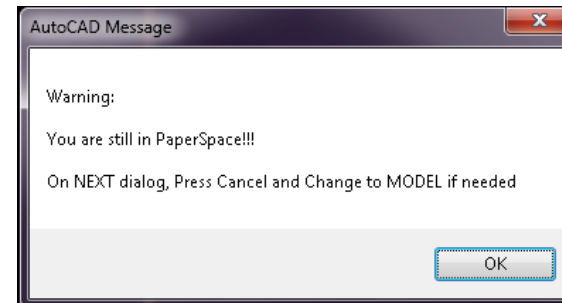 AutoCAD Message
Warning:
You are still in PaperSpace!!!
On NEXT dialog, Press Cancel and Change to MODEL if needed
OK